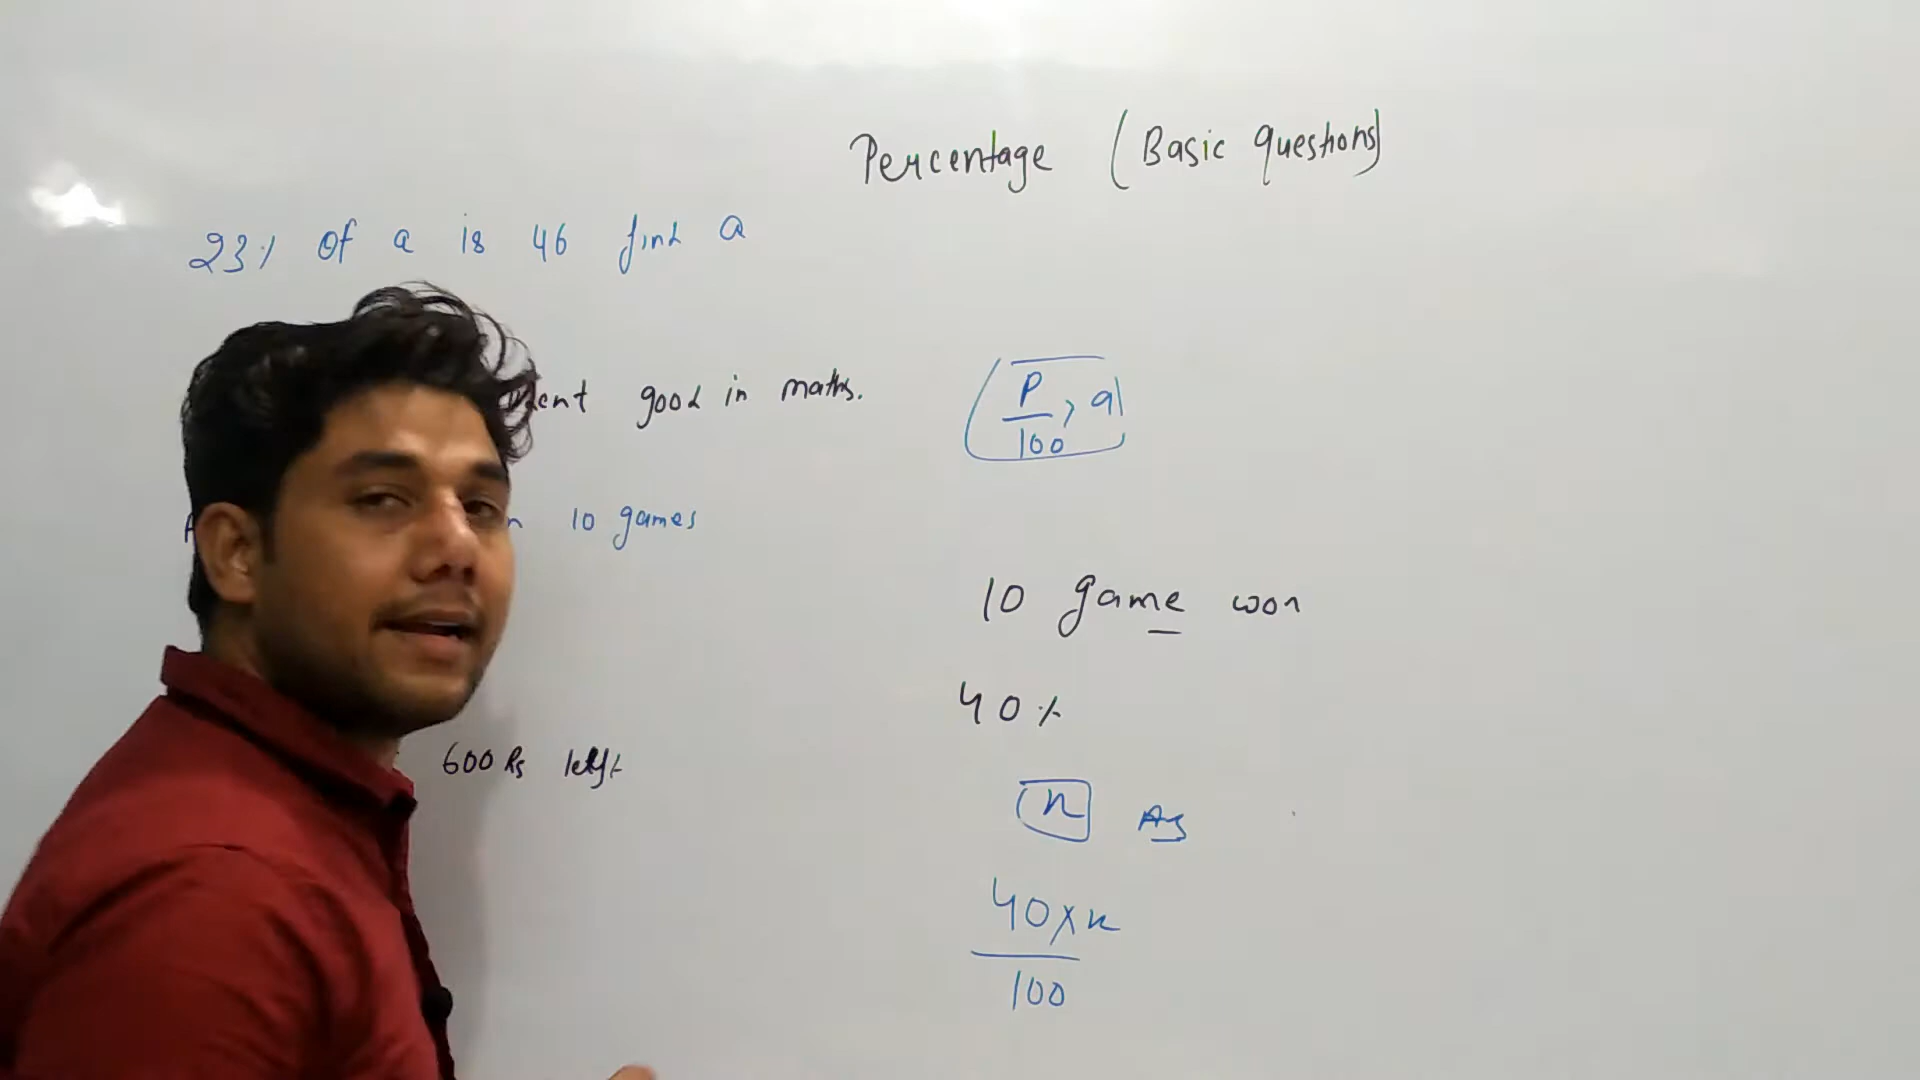 Percentage (Basic questions)
23% of a is 46 find a
good in maths.
P/100 > a
10 games
10 game won
40%
600 Rs left
x As
40×x
100